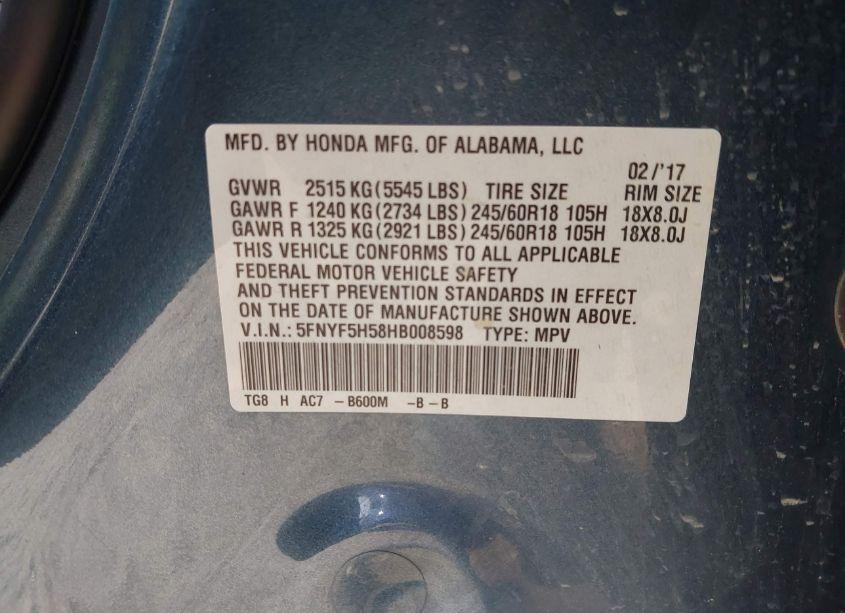 MFD. BY HONDA MFG. OF ALABAMA, LLC
02/'17
GVWR 2515 KG (5545 LBS) TIRE SIZE RIM SIZE
GAWR F 1240 KG (2734 LBS) 245/60R18 105H 18X8.0J
GAWR R 1325 KG (2921 LBS) 245/60R18 105H 18X8.0J
THIS VEHICLE CONFORMS TO ALL APPLICABLE
FEDERAL MOTOR VEHICLE SAFETY
AND THEFT PREVENTION STANDARDS IN EFFECT
ON THE DATE OF MANUFACTURE SHOWN ABOVE.
V.I.N.: 5FNYF5H58HB008598 TYPE: MPV
TG8 H AC7 -B600M -B-B